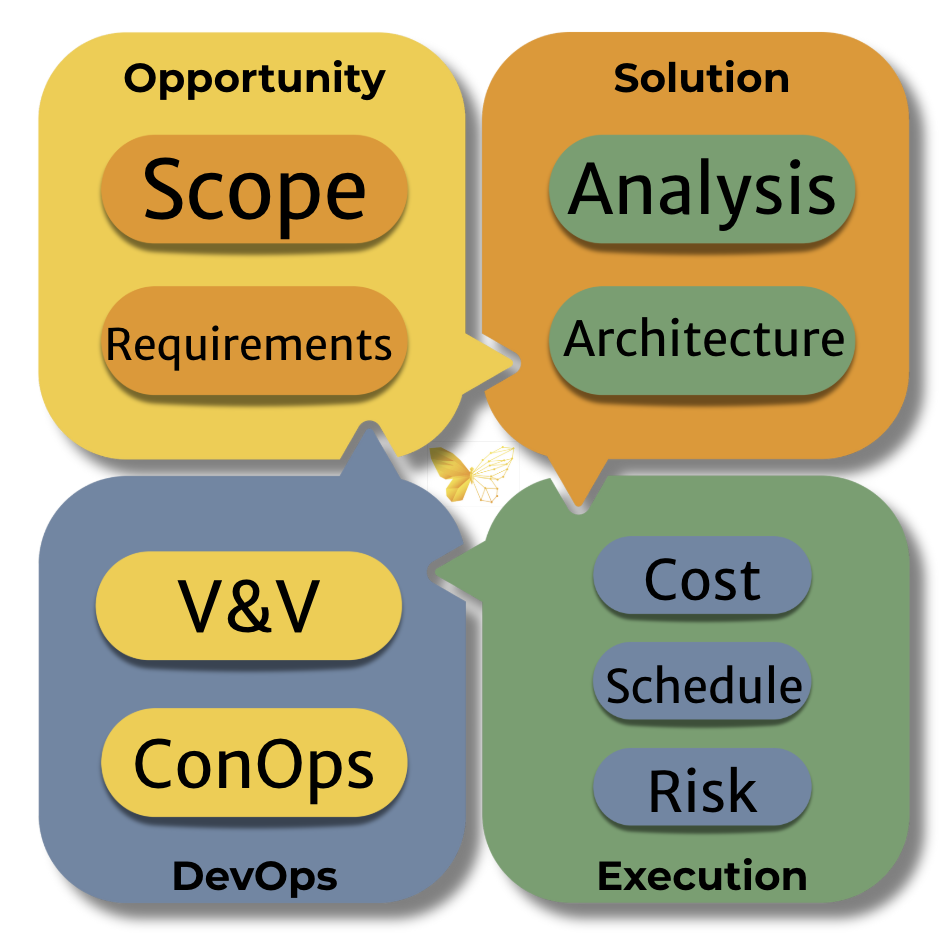 Opportunity
Scope
Requirements
Solution
Analysis
Architecture
V&V
ConOps
DevOps
Cost
Schedule
Risk
Execution